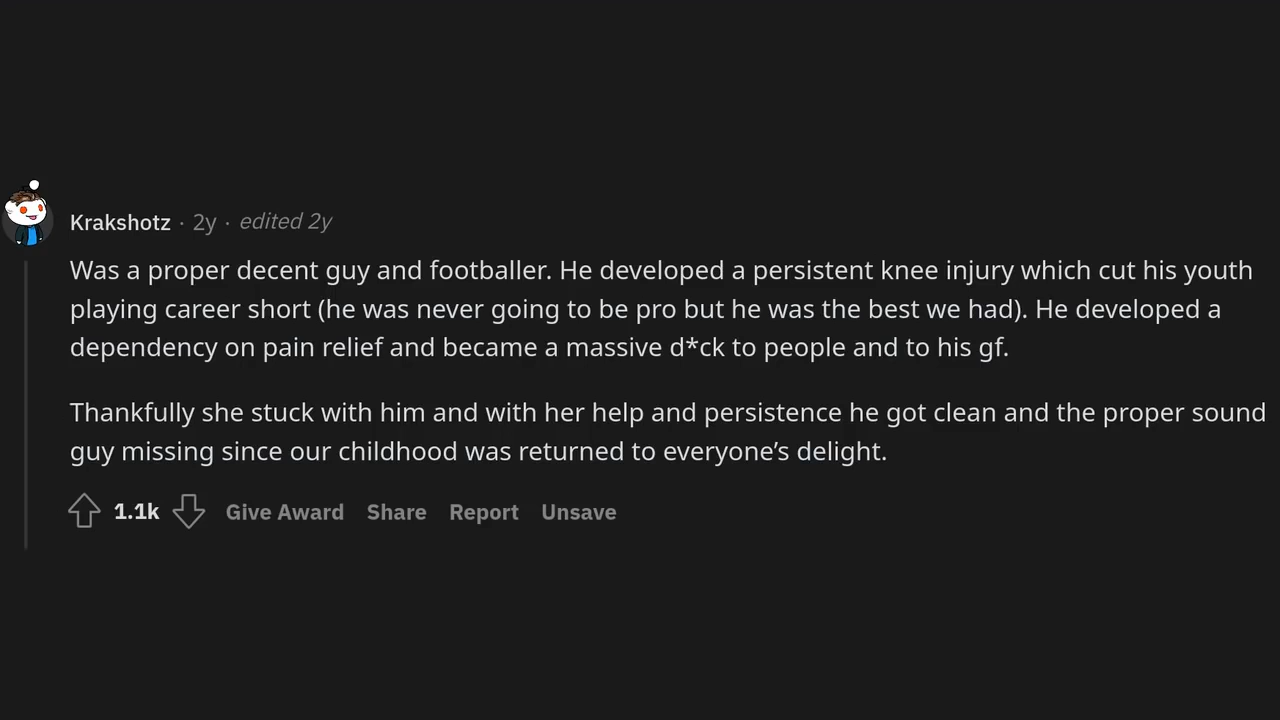 Krakshotz · 2y · edited 2y
Was a proper decent guy and footballer. He developed a persistent knee injury which cut his youth
playing career short (he was never going to be pro but he was the best we had). He developed a
dependency on pain relief and became a massive d*ck to people and to his gf.
Thankfully she stuck with him and with her help and persistence he got clean and the proper sound
guy missing since our childhood was returned to everyone’s delight.
1.1k Give Award Share Report Unsave